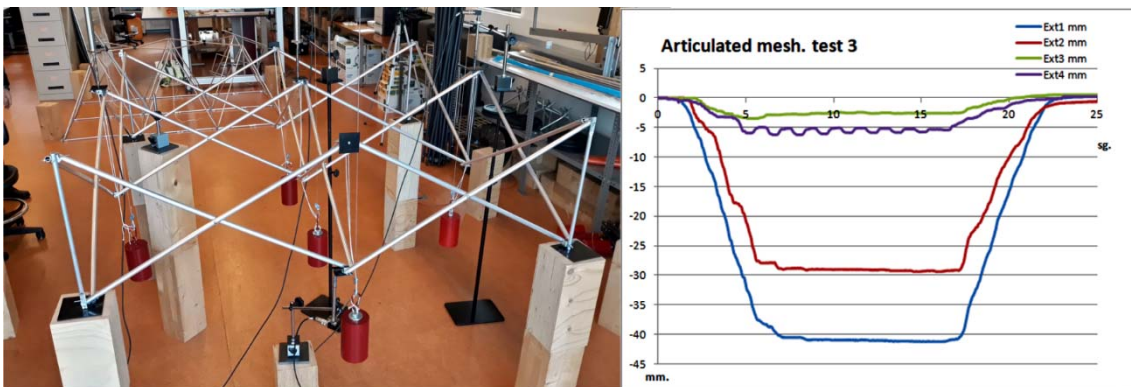 Articulated mesh. test 3
Ext1 mm
Ext2 mm
Ext3 mm
Ext4 mm
5
0
-5
-10
-15
-20
-25
-30
-35
-40
-45
0 5 10 15 20 25
sg.
mm.